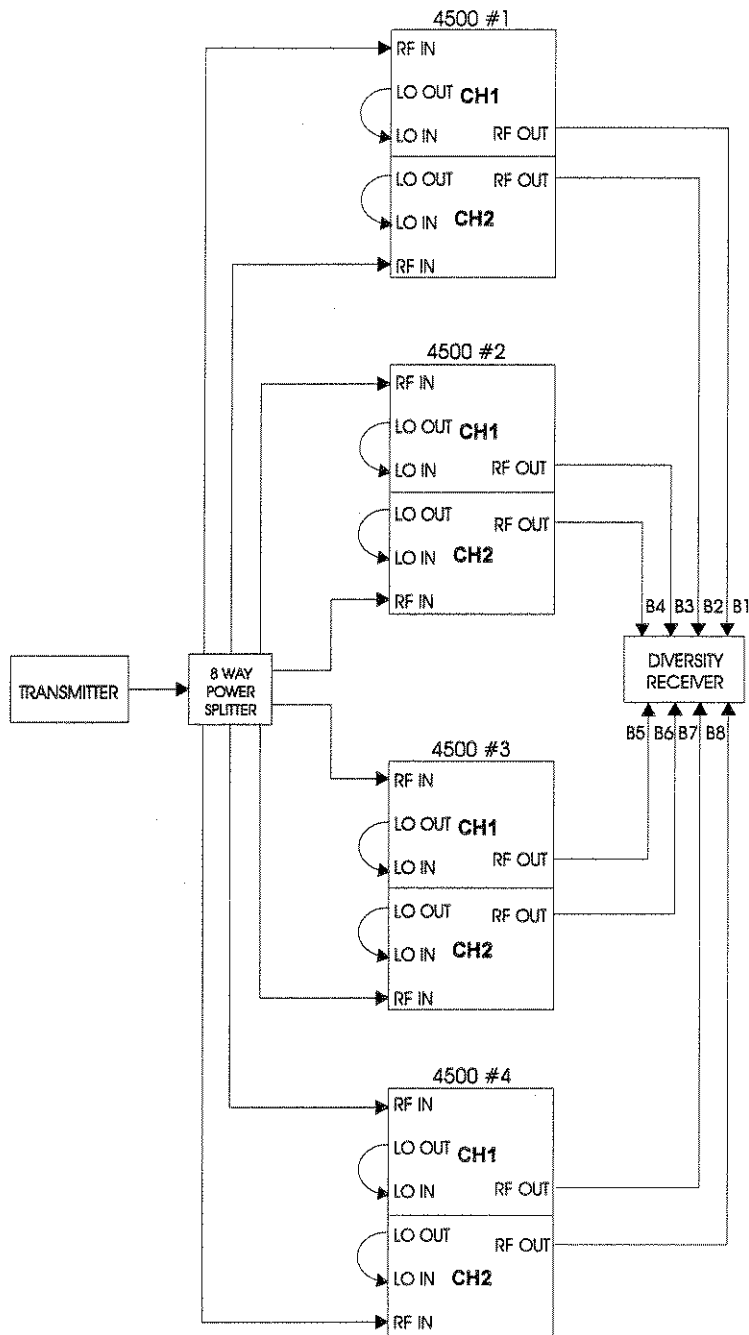 4500 #1
RF IN
LO OUT CH1
LO IN RF OUT
LO OUT RF OUT
LO IN CH2
RF IN
4500 #2
RF IN
LO OUT CH1
LO IN RF OUT
LO OUT RF OUT
LO IN CH2
RF IN
B4 B3 B2 B1
TRANSMITTER
8 WAY
POWER
SPLITTER
DIVERSITY
RECEIVER
B5 B6 B7 B8
4500 #3
RF IN
LO OUT CH1
LO IN RF OUT
LO OUT RF OUT
LO IN CH2
RF IN
4500 #4
RF IN
LO OUT CH1
LO IN RF OUT
LO OUT RF OUT
LO IN CH2
RF IN